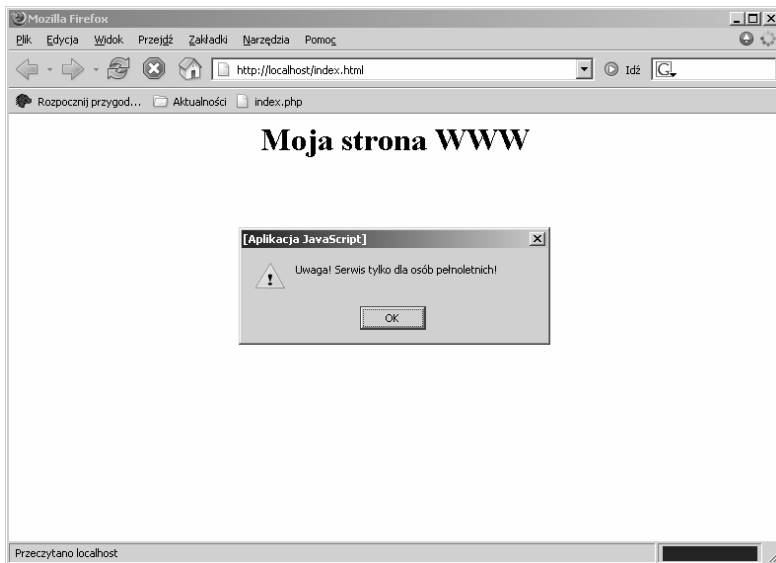 Mozilla Firefox
Plik Edycja Widok Przejdź Zakładki Narzędzia Pomoc
http://localhost/index.html Idź G
Rozpocznij przygod... Aktualności index.php
Moja strona WWW
[Aplikacja JavaScript]
Uwaga! Serwis tylko dla osób pełnoletnich!
OK
Przeczytano localhost